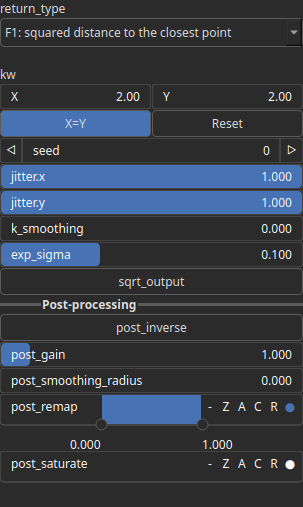 return_type
F1: squared distance to the closest point
kw
X 2.00 Y 2.00
X=Y Reset
seed 0
jitter.x 1.000
jitter.y 1.000
k_smoothing 0.000
exp_sigma 0.100
sqrt_output
Post-processing
post_inverse
post_gain 1.000
post_smoothing_radius 0.000
post_remap - Z A C R
0.000 1.000
post_saturate - Z A C R